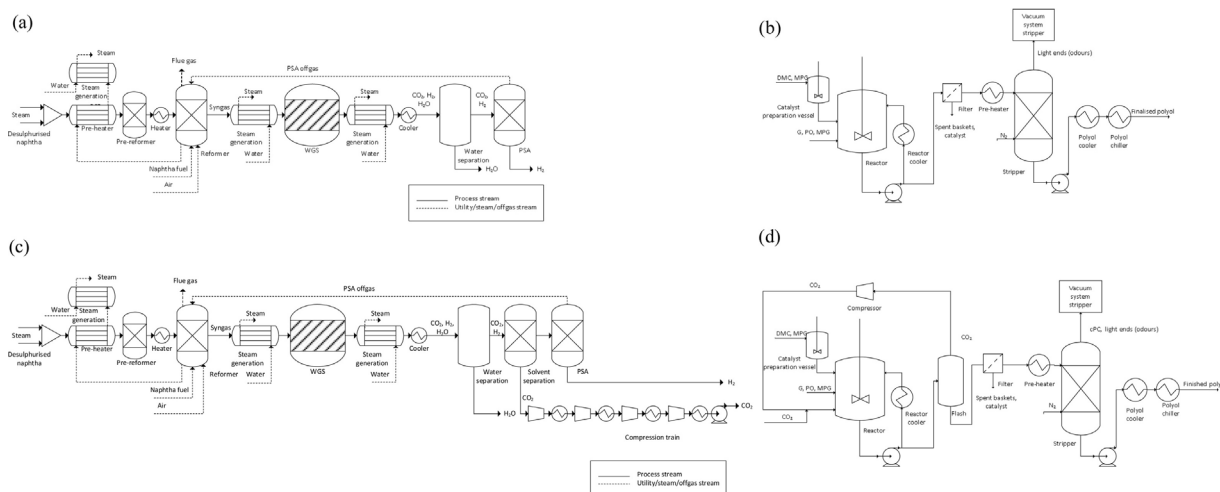 (a)
Steam
Flue gas
PSA offgas
Water
Steam
generation
Steam
Desulphurised
naphtha
Pre-heater
Pre-reformer
Heater
Syngas
Reformer
Naphtha fuel
Air
Steam
Steam
generation
Water
WGS
Steam
Steam
generation
Water
Cooler
CO₂, H₂,
H₂O
Water
separation
H₂O
CO₂,
H₂
PSA
H₂
Process stream
Utility/steam/offgas stream
(b)
DMC, MPG
Catalyst
preparation vessel
G, PO, MPG
Reactor
Reactor
cooler
Filter
Spent baskets,
catalyst
Pre-heater
Vacuum
system
stripper
Light ends (odours)
N₂
Stripper
Polyol
cooler
Polyol
chiller
Finalised polyol
(c)
Steam
Flue gas
PSA offgas
Water
Steam
generation
Steam
Desulphurised
naphtha
Pre-heater
Pre-reformer
Heater
Syngas
Reformer
Naphtha fuel
Air
Steam
Steam
generation
Water
WGS
Steam
Steam
generation
Water
Cooler
CO₂, H₂,
H₂O
Water
separation
H₂O
CO₂,
H₂
Solvent
separation
PSA
H₂
CO₂
CO₂
Compression train
Process stream
Utility/steam/offgas stream
(d)
CO₂
Compressor
DMC, MPG
Catalyst
preparation vessel
G, PO, MPG
CO₂
Reactor
Reactor
cooler
CO₂
Flash
Filter
Spent baskets,
catalyst
Pre-heater
Vacuum
system
stripper
cPC, light ends (odours)
N₂
Stripper
Polyol
cooler
Polyol
chiller
Finished poly